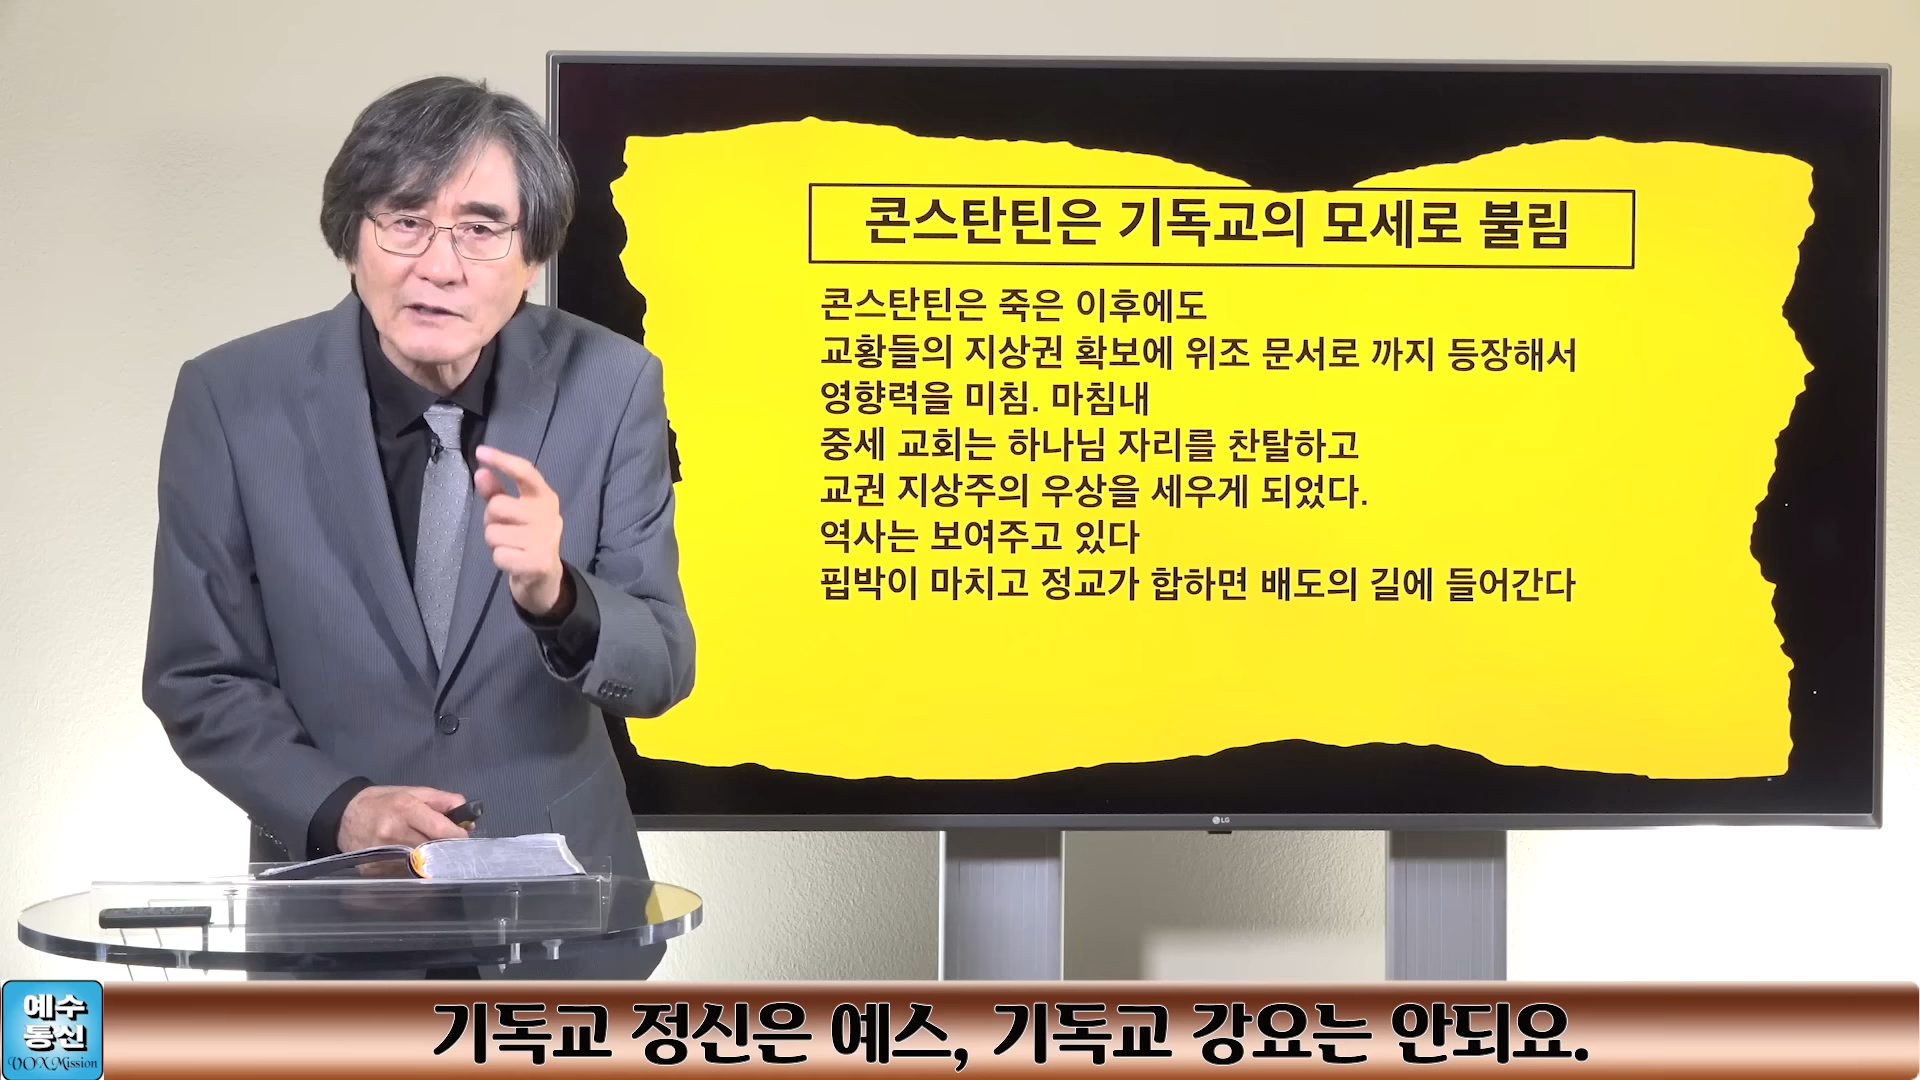 콘스탄틴은 기독교의 모세로 불림
콘스탄틴은 죽은 이후에도
교황들의 지상권 확보에 위조 문서로 까지 등장해서
영향력을 미침. 마침내
중세 교회는 하나님 자리를 찬탈하고
교권 지상주의 우상을 세우게 되었다.
역사는 보여주고 있다
핍박이 마치고 정교가 합하면 배도의 길에 들어간다
LG
예수
통신
VOX Mission
기독교 정신은 예스, 기독교 강요는 안되요.